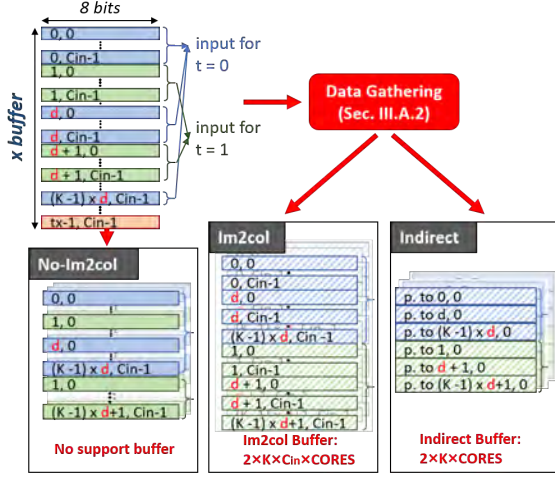 8 bits
x buffer
0, 0
0, Cin-1
1, 0
1, Cin-1
d, 0
d, Cin-1
d + 1, 0
d + 1, Cin-1
(K -1) x d, Cin-1
tx-1, Cin-1
input for
t = 0
input for
t = 1
Data Gathering
(Sec. III.A.2)
No-Im2col
0, 0
1, 0
d, 0
(K -1) x d, Cin-1
1, 0
(K -1) x d+1, Cin-1
No support buffer
Im2col
0, 0
0, Cin-1
d, 0
d, Cin-1
(K -1) x d, Cin -1
1, 0
1, Cin-1
d + 1, 0
d + 1, Cin-1
(K -1) x d+1, Cin-1
Im2col Buffer:
2×K×Cin×CORES
Indirect
p. to 0, 0
p. to d, 0
p. to (K -1) x d, 0
p. to 1, 0
p. to d + 1, 0
p. to (K -1) x d+1, 0
Indirect Buffer:
2×K×CORES